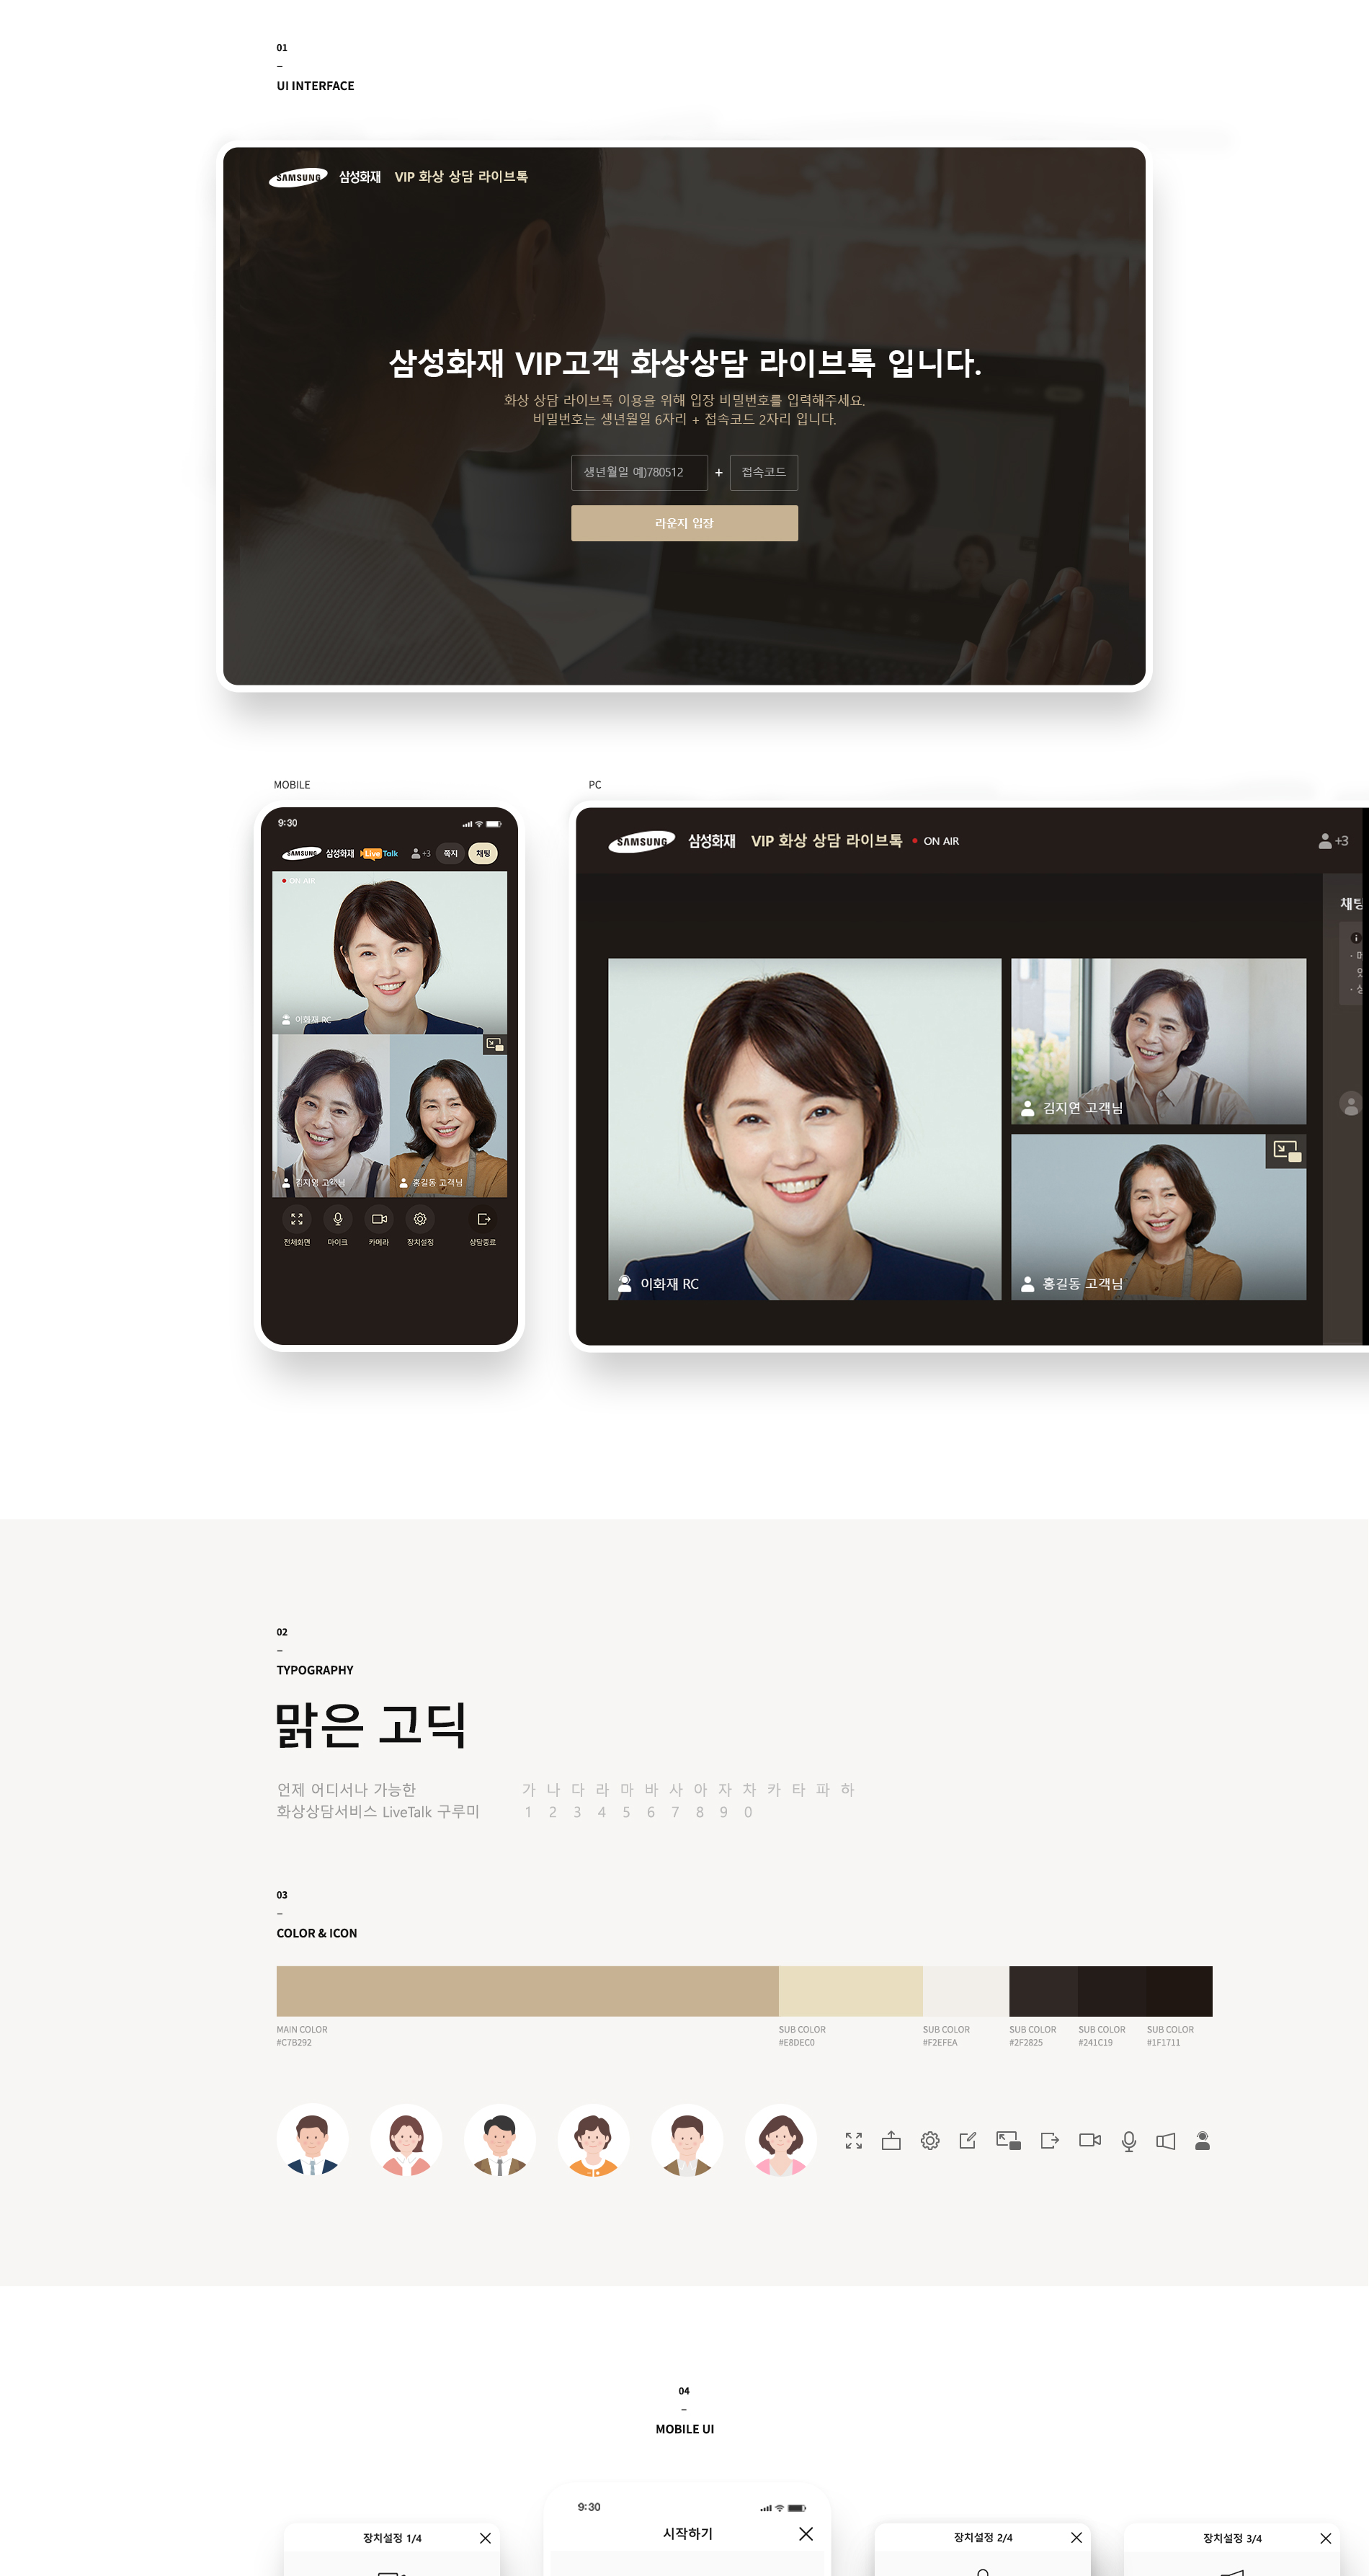 01
–
UI INTERFACE
SAMSUNG 삼성화재 VIP 화상 상담 라이브톡
삼성화재 VIP고객 화상상담 라이브톡 입니다.
화상 상담 라이브톡 이용을 위해 입장 비밀번호를 입력해주세요.
비밀번호는 생년월일 6자리 + 접속코드 2자리 입니다.
생년월일 예)780512 + 접속코드
라운지 입장
MOBILE
9:30
SAMSUNG 삼성화재 Live Talk +3 쪽지 채팅
ON AIR
이화재 RC
김지영 고객님 홍길동 고객님
전체화면 마이크 카메라 장치설정 상담종료
PC
SAMSUNG 삼성화재 VIP 화상 상담 라이브톡 ON AIR +3
채팅
김지연 고객님
이화재 RC
홍길동 고객님
02
–
TYPOGRAPHY
맑은 고딕
언제 어디서나 가능한
화상상담서비스 LiveTalk 구루미
가 나 다 라 마 바 사 아 자 차 카 타 파 하
1 2 3 4 5 6 7 8 9 0
03
–
COLOR & ICON
MAIN COLOR
#C7B292
SUB COLOR
#E8DEC0
SUB COLOR
#F2EFEA
SUB COLOR
#2F2825
SUB COLOR
#241C19
SUB COLOR
#1F1711
04
–
MOBILE UI
장치설정 1/4
9:30
시작하기
장치설정 2/4
장치설정 3/4